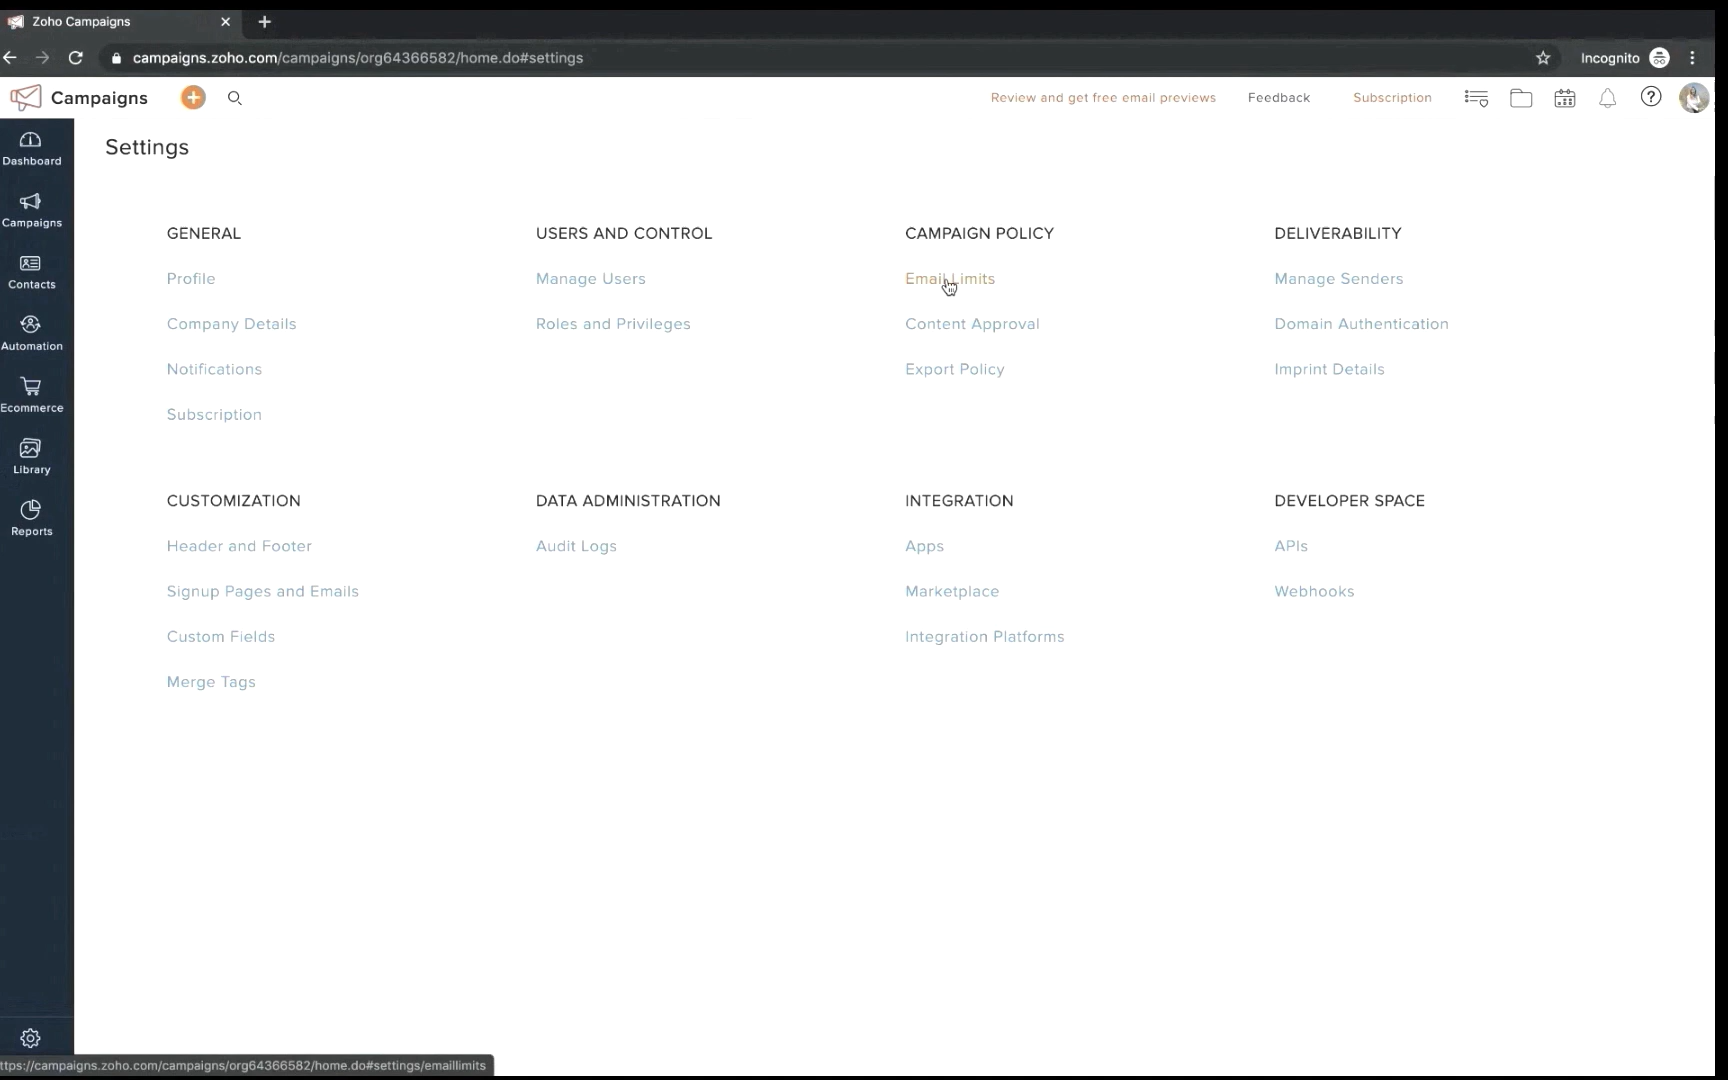 Zoho Campaigns
campaigns.zoho.com/campaigns/org64366582/home.do#settings
Incognito
Campaigns
Review and get free email previews
Feedback
Subscription
Dashboard
Campaigns
Contacts
Automation
Ecommerce
Library
Reports
Settings
GENERAL
Profile
Company Details
Notifications
Subscription
USERS AND CONTROL
Manage Users
Roles and Privileges
CAMPAIGN POLICY
Email Limits
Content Approval
Export Policy
DELIVERABILITY
Manage Senders
Domain Authentication
Imprint Details
CUSTOMIZATION
Header and Footer
Signup Pages and Emails
Custom Fields
Merge Tags
DATA ADMINISTRATION
Audit Logs
INTEGRATION
Apps
Marketplace
Integration Platforms
DEVELOPER SPACE
APIs
Webhooks
ttps://campaigns.zoho.com/campaigns/org64366582/home.do#settings/emaillimits